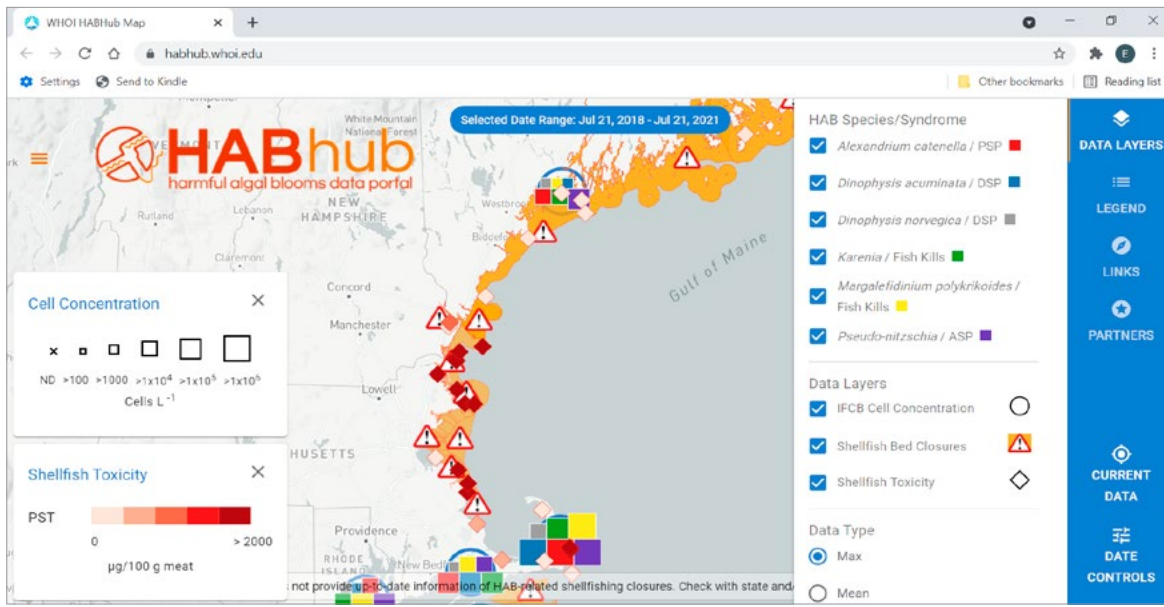 WHOI HABHub Map
habhub.whoi.edu
E
Settings
Send to Kindle
Other bookmarks
Reading list
HABhub
harmful algal blooms data portal
Selected Date Range: Jul 21, 2018 - Jul 21, 2021
White Mountain
National Forest
VERMONT
Rutland
Lebanon
NEW
HAMPSHIRE
Claremont
Concord
Manchester
Lowell
Biddeford
Gulf of Maine
HUSETTS
Providence
RHODE
ISLAND
New Bedf
Cell Concentration
ND >100 >1000 >1x10⁴ >1x10⁵ >1x10⁶
Cells L ⁻¹
Shellfish Toxicity
PST
0 > 2000
µg/100 g meat
s not provide up-to-date information of HAB-related shellfishing closures. Check with state and/
HAB Species/Syndrome
Alexandrium catenella / PSP
Dinophysis acuminata / DSP
Dinophysis norvegica / DSP
Karenia / Fish Kills
Margalefidinium polykrikoides /
Fish Kills
Pseudo-nitzschia / ASP
Data Layers
IFCB Cell Concentration
Shellfish Bed Closures
Shellfish Toxicity
Data Type
Max
Mean
DATA LAYERS
LEGEND
LINKS
PARTNERS
CURRENT
DATA
DATE
CONTROLS